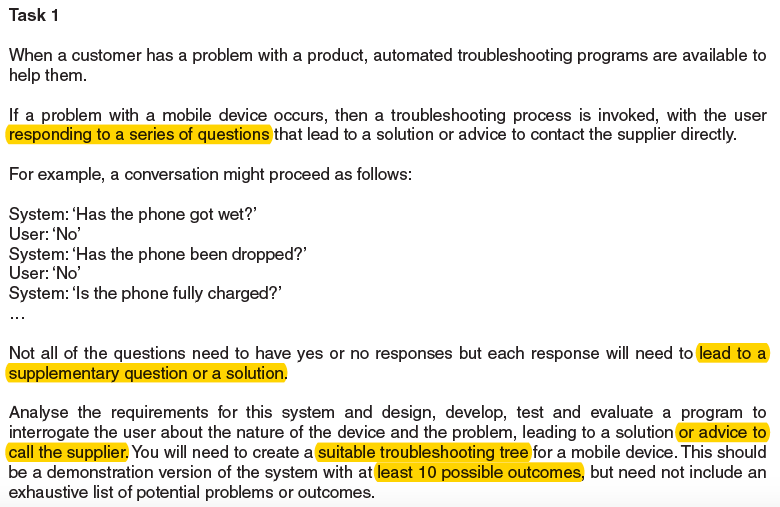 Task 1
When a customer has a problem with a product, automated troubleshooting programs are available to
help them.
If a problem with a mobile device occurs, then a troubleshooting process is invoked, with the user
responding to a series of questions that lead to a solution or advice to contact the supplier directly.
For example, a conversation might proceed as follows:
System: ‘Has the phone got wet?’
User: ‘No’
System: ‘Has the phone been dropped?’
User: ‘No’
System: ‘Is the phone fully charged?’
…
Not all of the questions need to have yes or no responses but each response will need to lead to a
supplementary question or a solution.
Analyse the requirements for this system and design, develop, test and evaluate a program to
interrogate the user about the nature of the device and the problem, leading to a solution or advice to
call the supplier. You will need to create a suitable troubleshooting tree for a mobile device. This should
be a demonstration version of the system with at least 10 possible outcomes, but need not include an
exhaustive list of potential problems or outcomes.